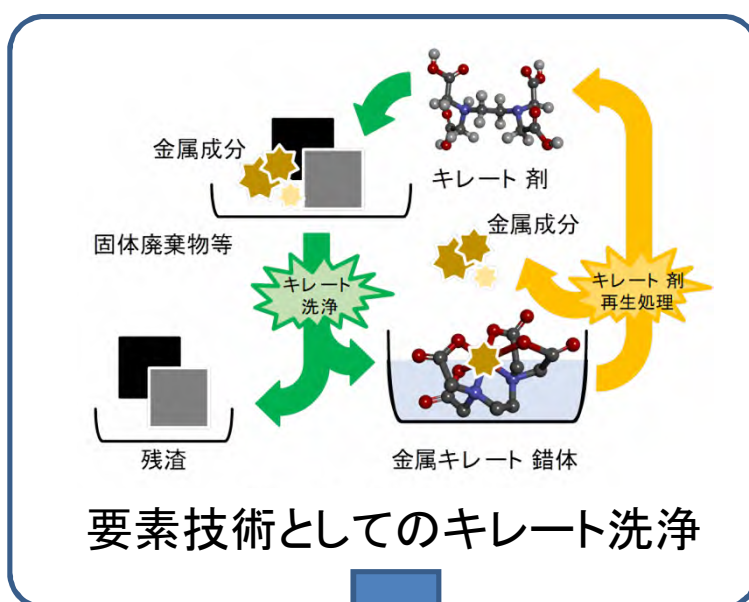 金属成分
キレート 剤
固体廃棄物等
金属成分
キレート
洗浄
キレート 剤
再生処理
残渣
金属キレート 錯体
要素技術としてのキレート洗浄